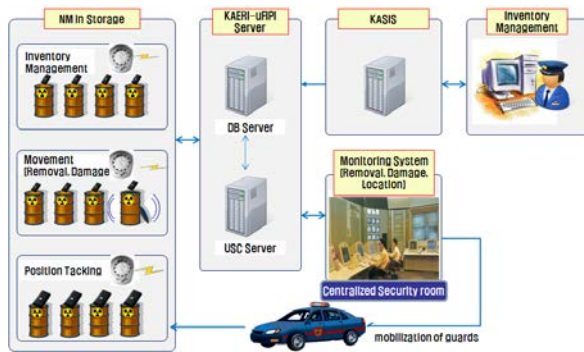 NM in Storage
Inventory
Management
Movement
(Removal, Damage)
Position Tacking
KAERI-uRIPI
Server
DB Server
USC Server
KASIS
Inventory
Management
Monitoring System
(Removal, Damage,
Location)
Centralized Security room
mobilization of guards